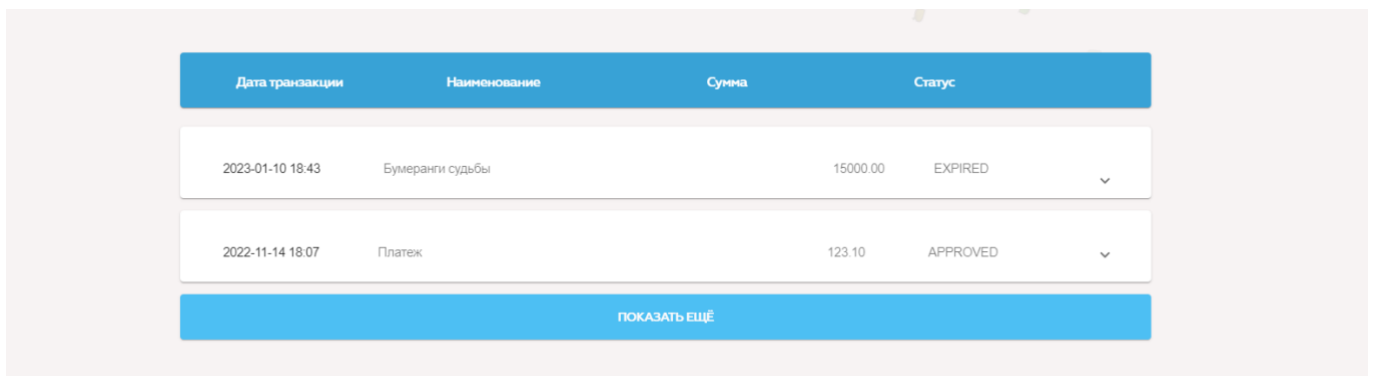 Дата транзакции Наименование Сумма Статус
2023-01-10 18:43 Бумеранги судьбы 15000.00 EXPIRED
2022-11-14 18:07 Платеж 123.10 APPROVED
ПОКАЗАТЬ ЕЩЁ